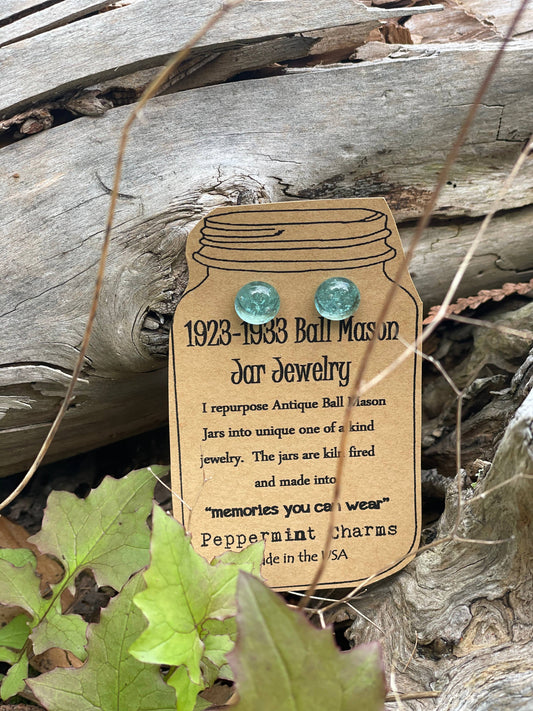 1923-1933 Ball Mason
Jar Jewelry
I repurpose Antique Ball Mason
Jars into unique one of a kind
jewelry. The jars are kiln fired
and made into
"memories you can wear"
Peppermint Charms
Made in the USA